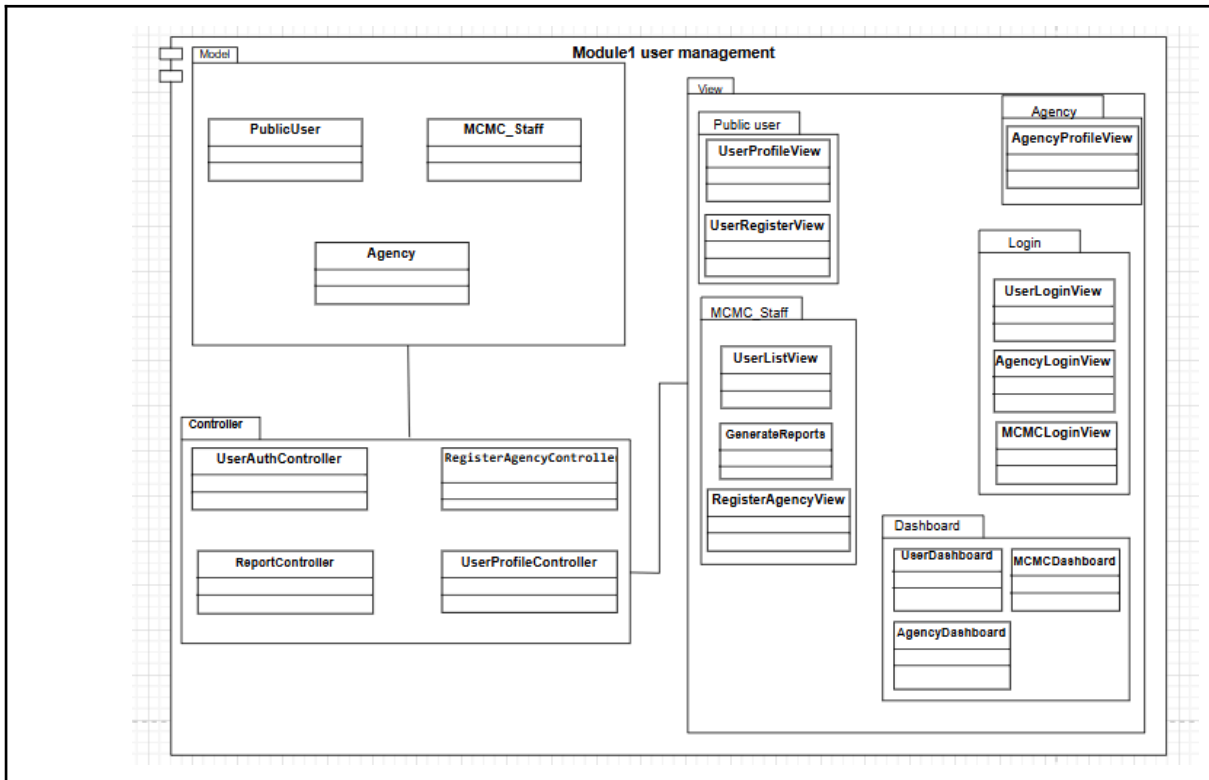 Module1 user management
Model
PublicUser
MCMC_Staff
Agency
Controller
UserAuthController
RegisterAgencyController
ReportController
UserProfileController
View
Public user
UserProfileView
UserRegisterView
MCMC_Staff
UserListView
GenerateReports
RegisterAgencyView
Agency
AgencyProfileView
Login
UserLoginView
AgencyLoginView
MCMCLoginView
Dashboard
UserDashboard
MCMCDashboard
AgencyDashboard